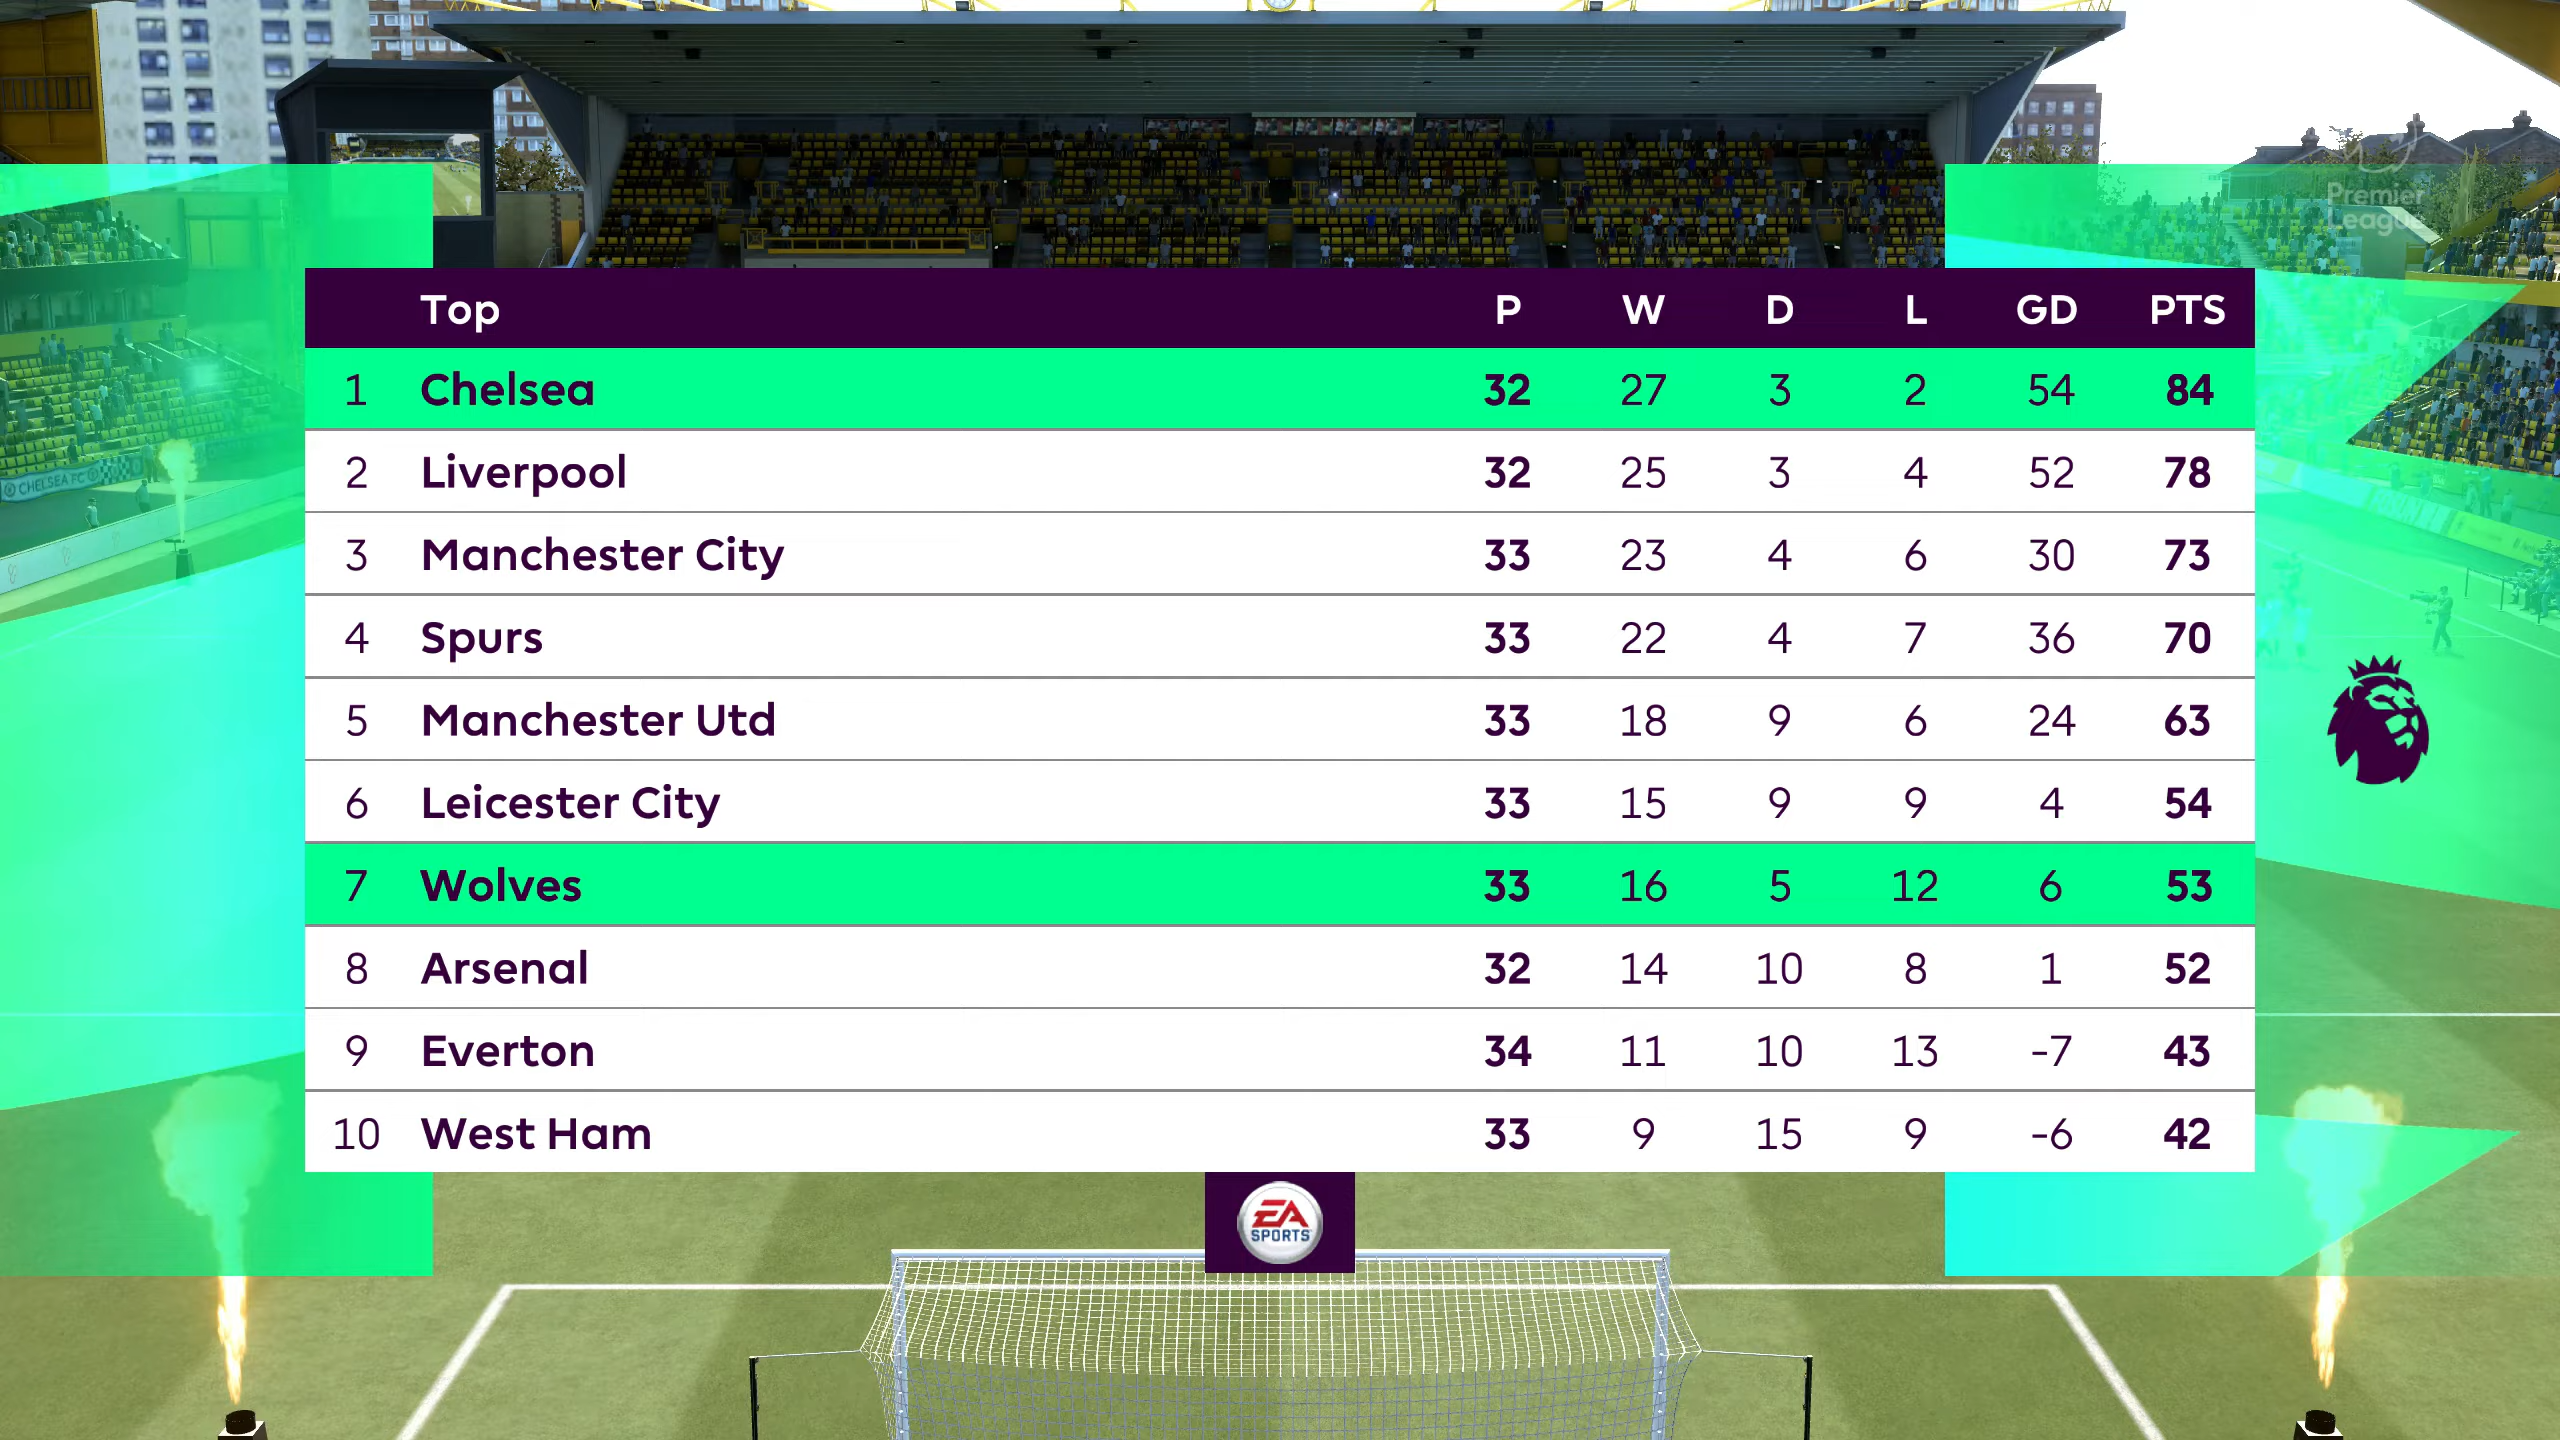 Premier
League
CHELSEA FC
Top P W D L GD PTS
1 Chelsea 32 27 3 2 54 84
2 Liverpool 32 25 3 4 52 78
3 Manchester City 33 23 4 6 30 73
4 Spurs 33 22 4 7 36 70
5 Manchester Utd 33 18 9 6 24 63
6 Leicester City 33 15 9 9 4 54
7 Wolves 33 16 5 12 6 53
8 Arsenal 32 14 10 8 1 52
9 Everton 34 11 10 13 -7 43
10 West Ham 33 9 15 9 -6 42
EA
SPORTS